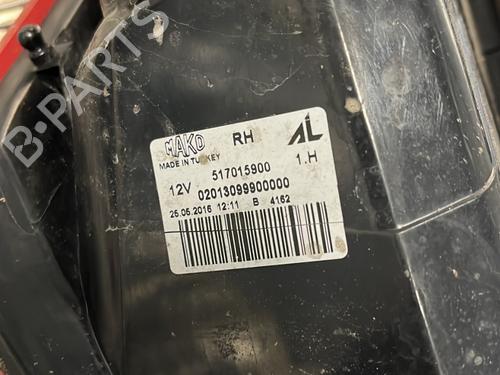 B-PARTS
MAKO RH AL
MADE IN TURKEY 1.H
517015900
12V 02013099900000
25.05.2016 12:11 B 4162